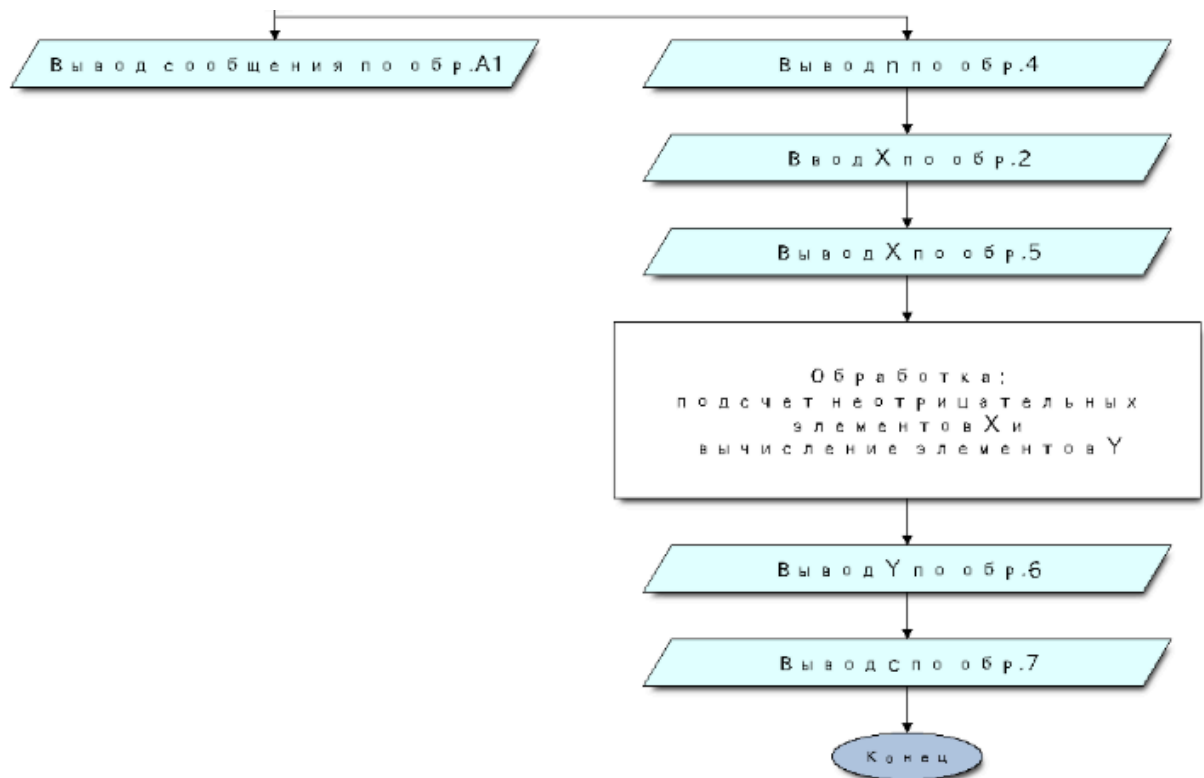 Вывод сообщения по обр.А1
Вывод n по обр.4
Ввод X по обр.2
Вывод X по обр.5
Обработка:
подсчет неотрицательных
элементов X и
вычисление элементов Y
Вывод Y по обр.6
Вывод c по обр.7
Конец